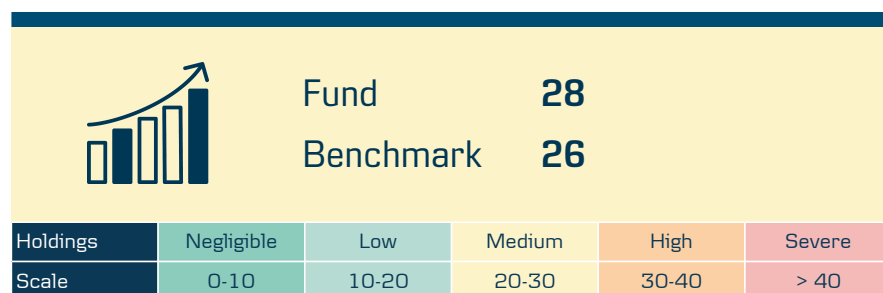 Fund 28
Benchmark 26
Holdings Negligible Low Medium High Severe
Scale 0-10 10-20 20-30 30-40 > 40